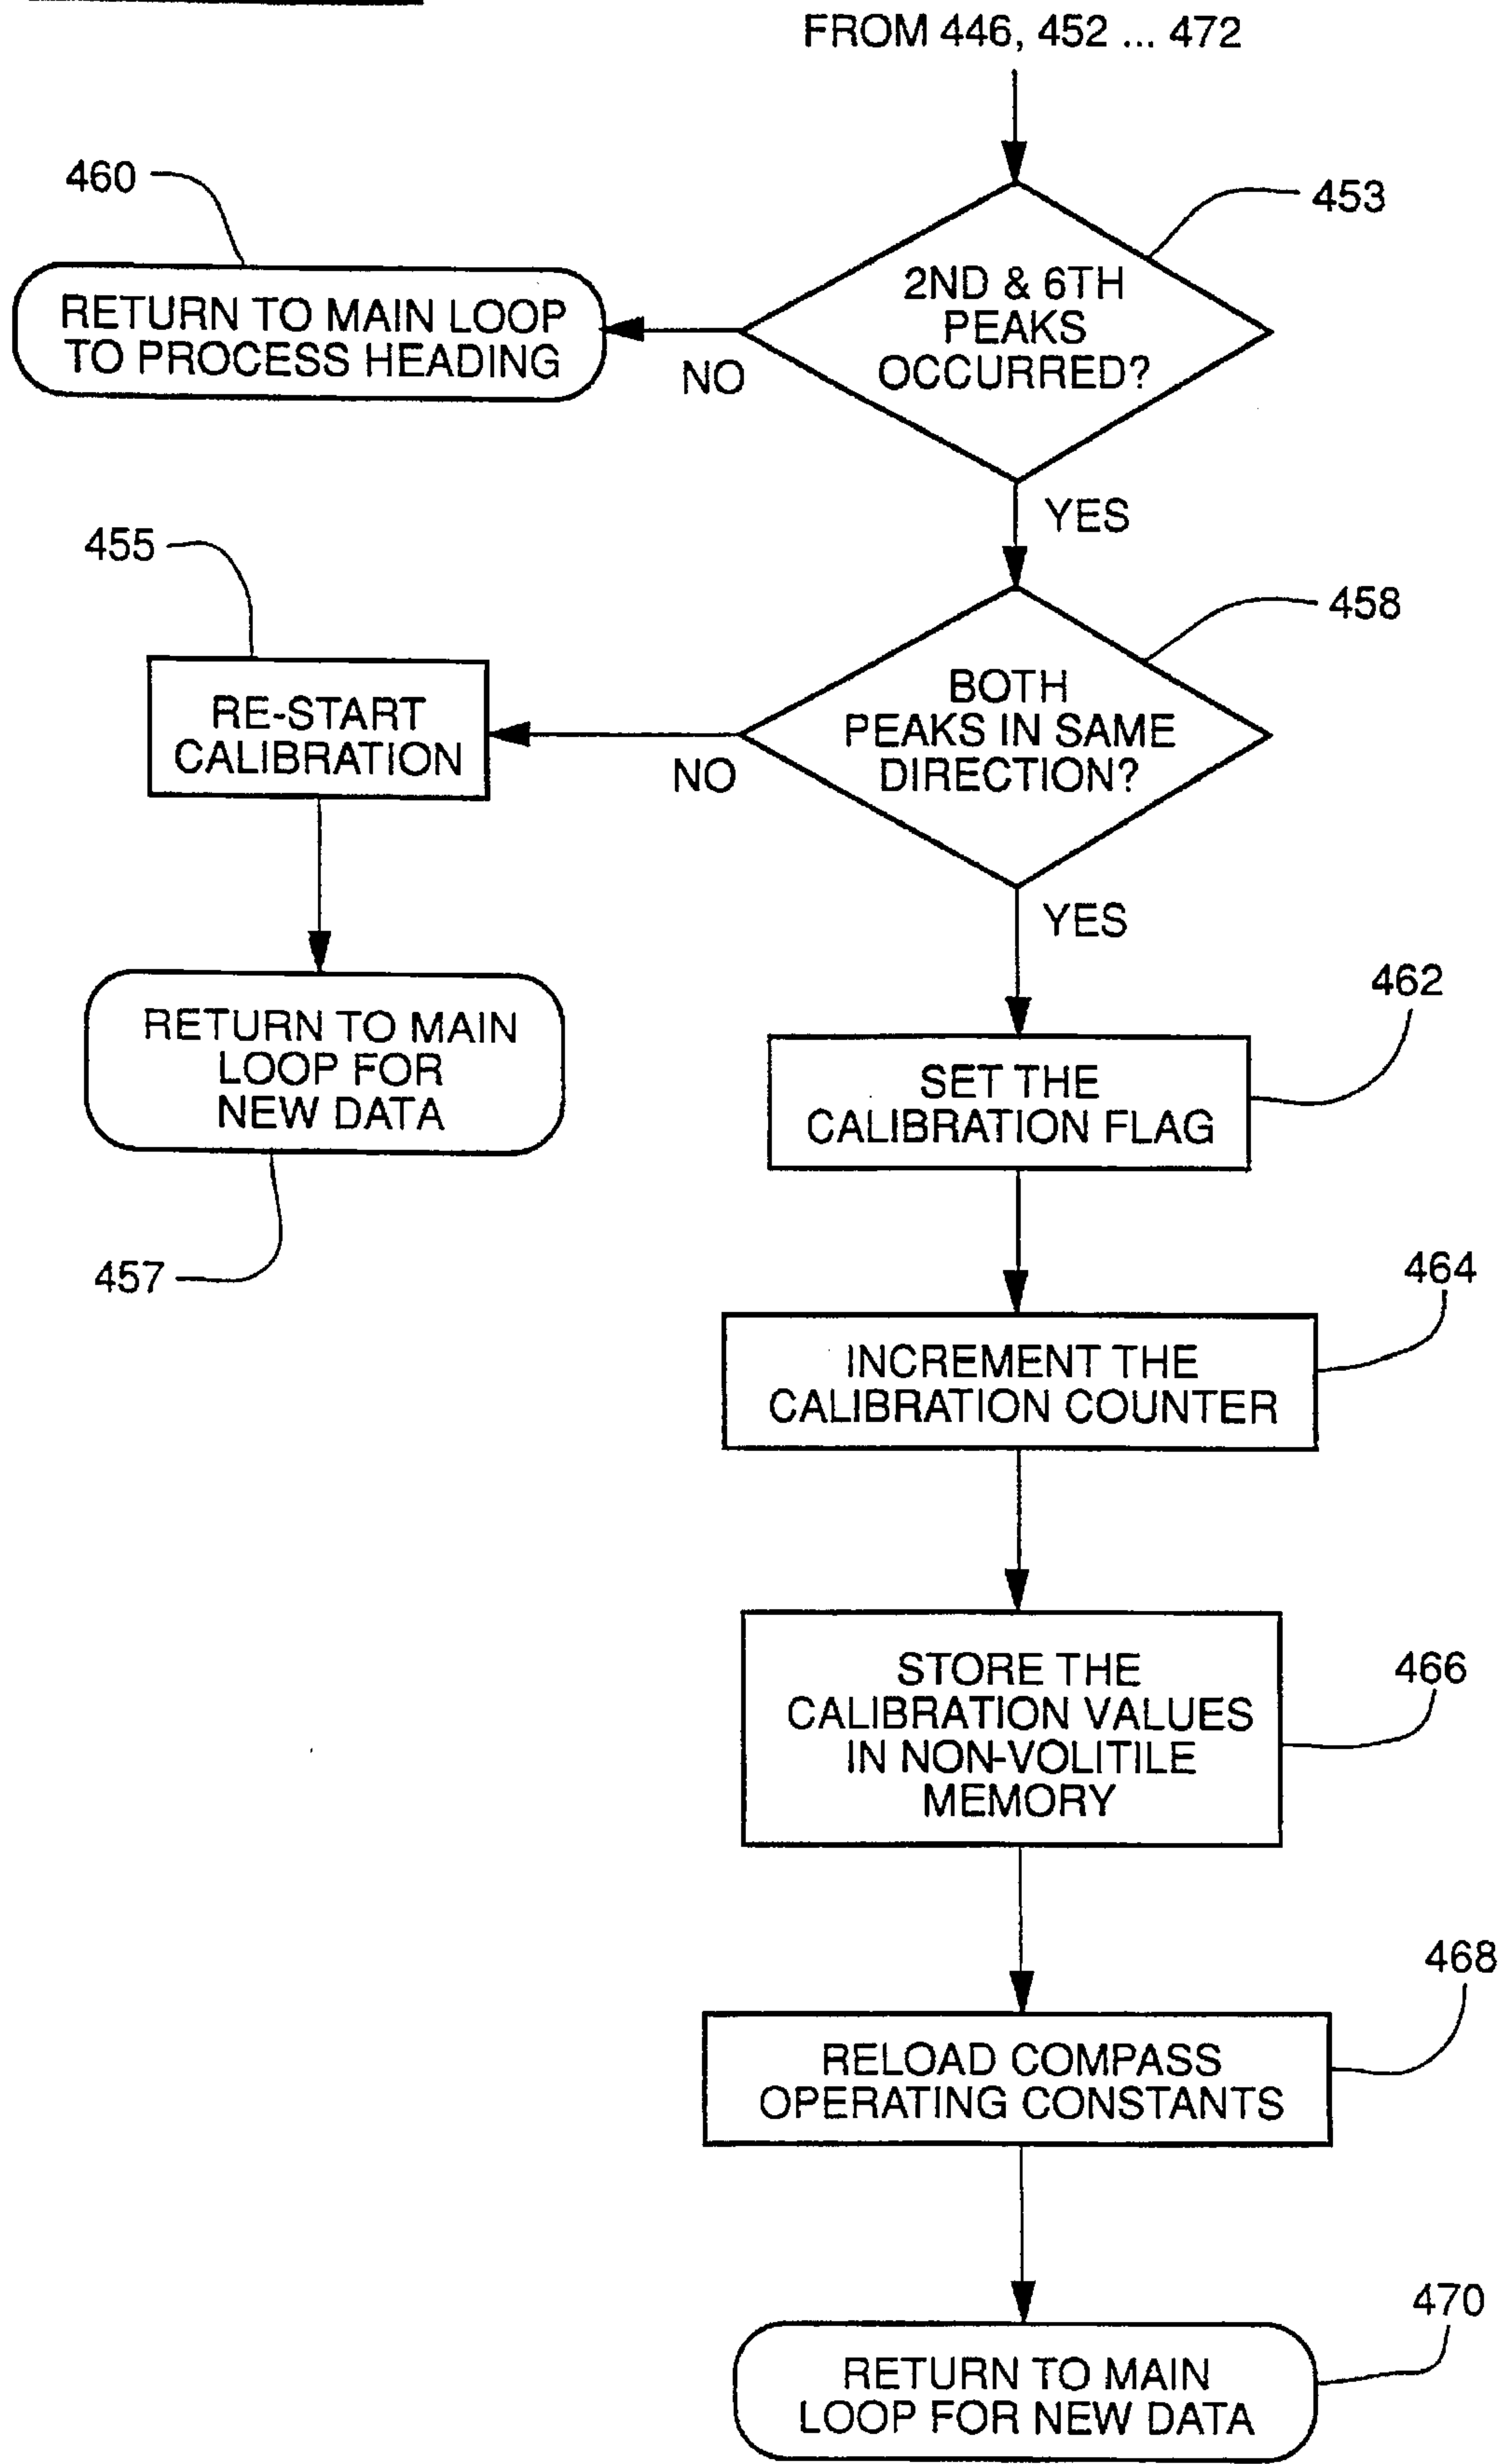 FROM 446, 452 ... 472
460
453
2ND & 6TH
PEAKS
OCCURRED?
RETURN TO MAIN LOOP
TO PROCESS HEADING
NO
YES
455
458
BOTH
PEAKS IN SAME
DIRECTION?
RE-START
CALIBRATION
NO
YES
RETURN TO MAIN
LOOP FOR
NEW DATA
457
462
SET THE
CALIBRATION FLAG
464
INCREMENT THE
CALIBRATION COUNTER
466
STORE THE
CALIBRATION VALUES
IN NON-VOLITILE
MEMORY
468
RELOAD COMPASS
OPERATING CONSTANTS
470
RETURN TO MAIN
LOOP FOR NEW DATA